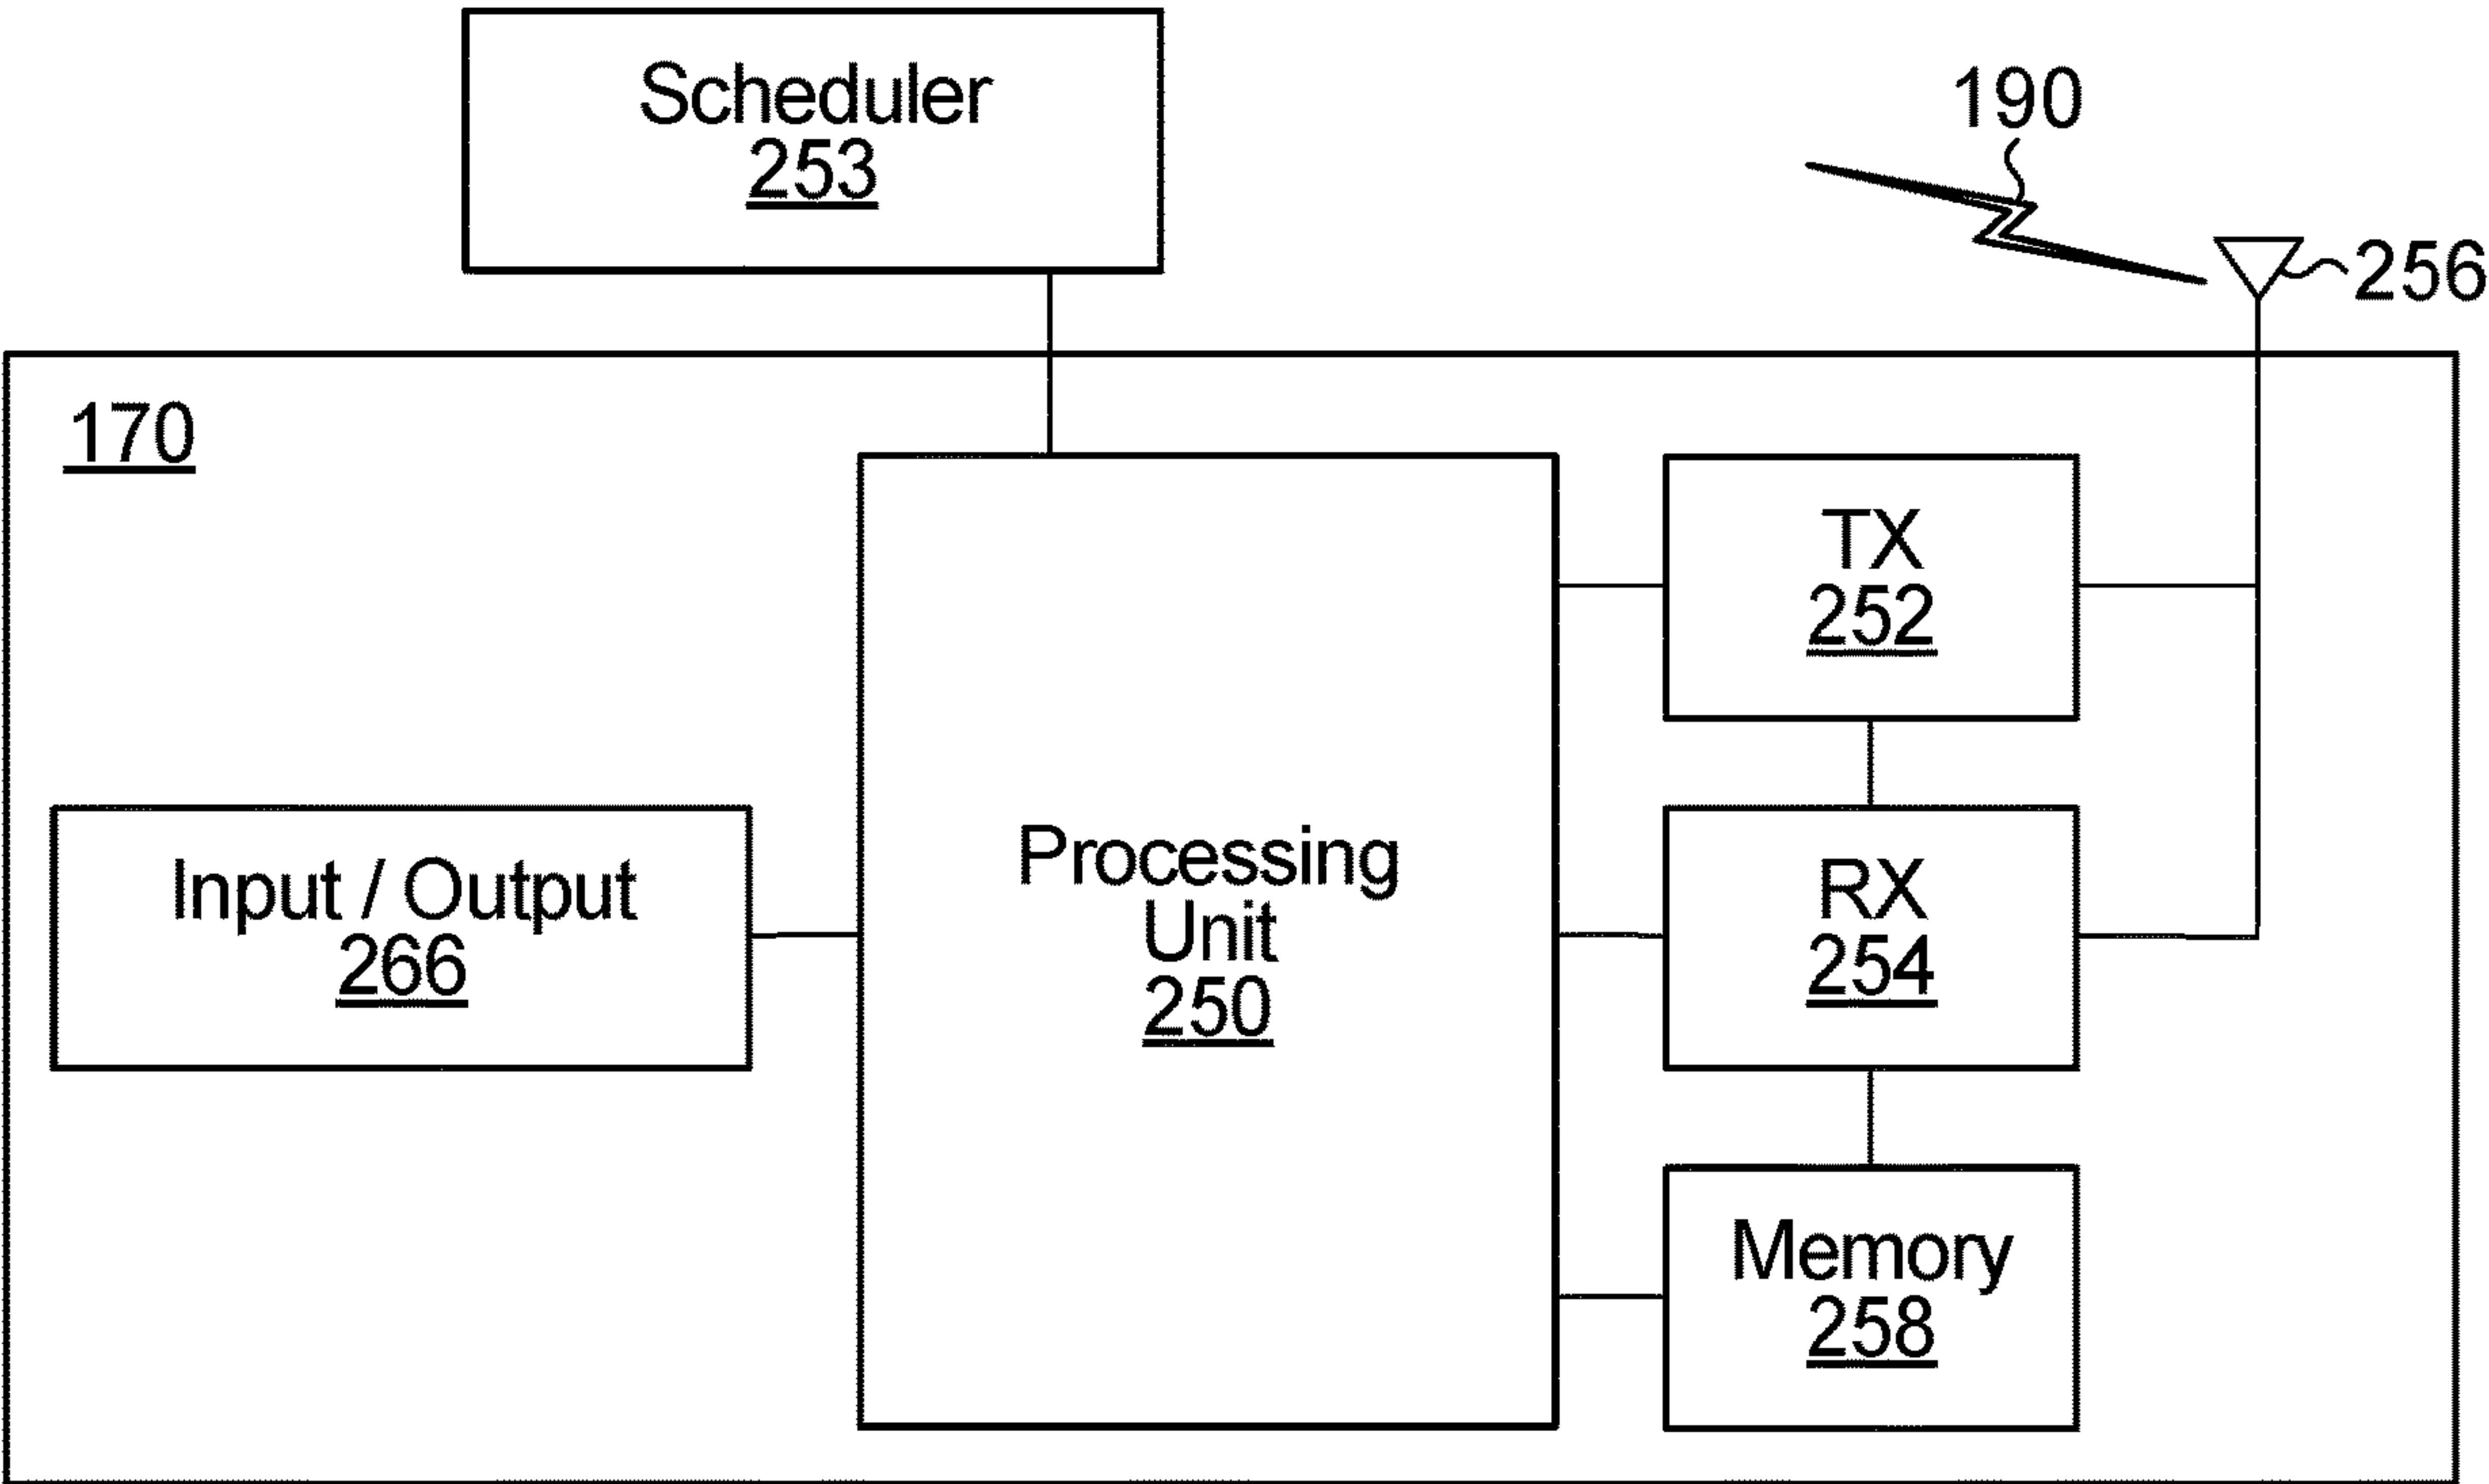 Scheduler
253
190
256
170
TX
252
Processing
Unit
250
Input / Output
266
RX
254
Memory
258